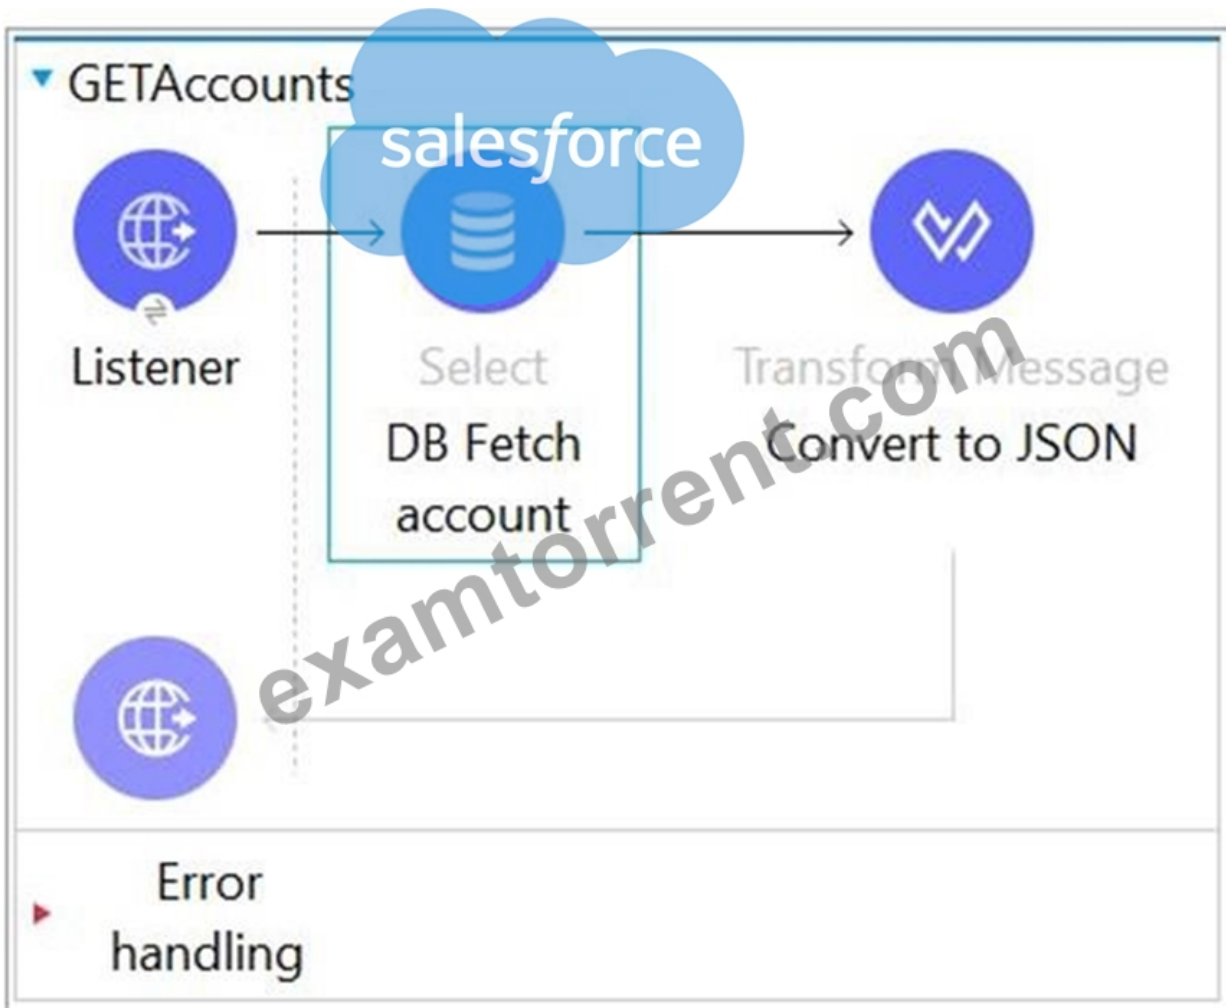 GETAccounts
salesforce
Listener
Select
Transform Message
DB Fetch
account
Convert to JSON
examtorrent.com
Error
handling